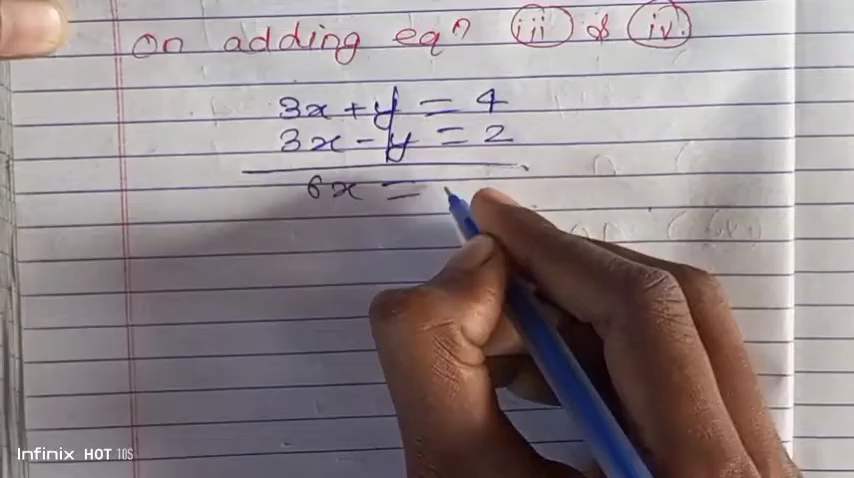 On adding eqn (iii) & (iv).
3x + y = 4
3x - y = 2
6x =
Infinix HOT 10S